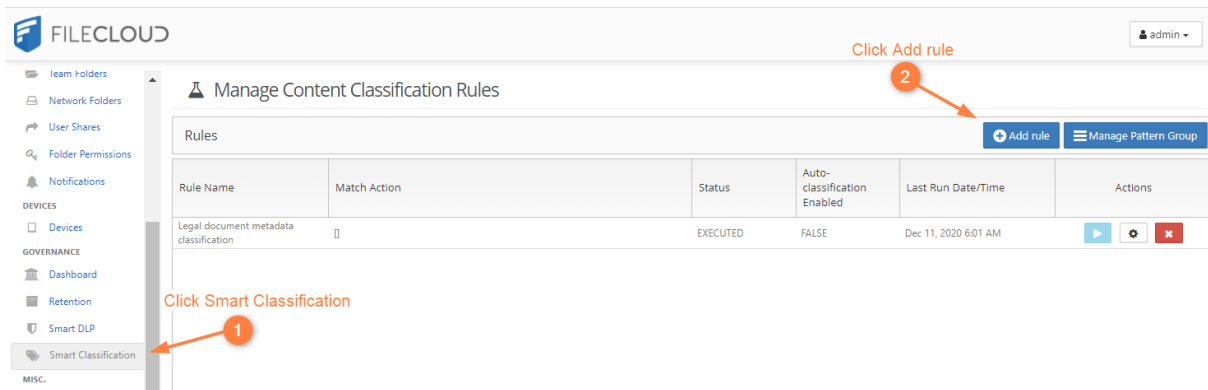 FILECLOUD
admin
Click Add rule
2
Team Folders
Network Folders
User Shares
Folder Permissions
Notifications
DEVICES
Devices
GOVERNANCE
Dashboard
Retention
Smart DLP
Smart Classification
MISC.
Manage Content Classification Rules
Rules
Add rule
Manage Pattern Group
Rule Name
Match Action
Status
Auto-
classification
Enabled
Last Run Date/Time
Actions
Legal document metadata
classification
[]
EXECUTED
FALSE
Dec 11, 2020 6:01 AM
Click Smart Classification
1